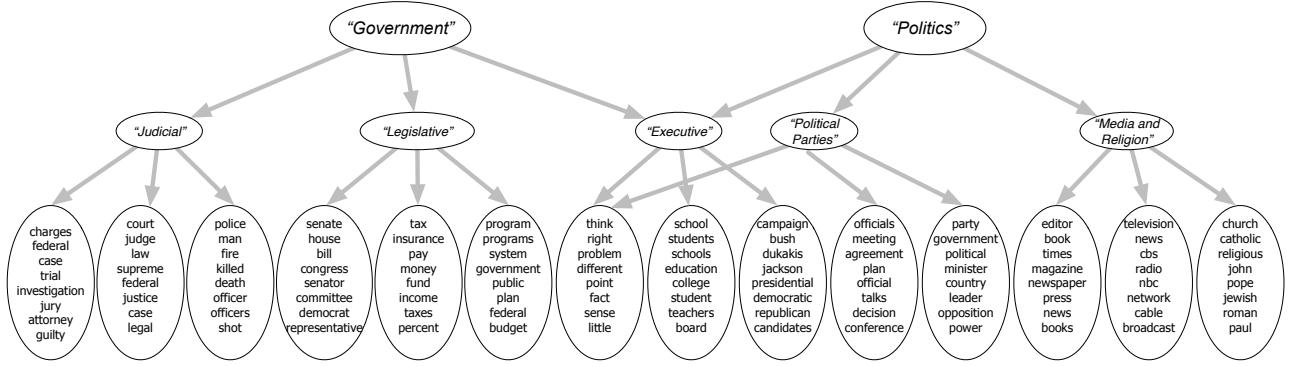 “Government”
“Politics”
“Judicial”
“Legislative”
“Executive”
“Political
Parties”
“Media and
Religion”
charges
federal
case
trial
investigation
jury
attorney
guilty
court
judge
law
supreme
federal
justice
case
legal
police
man
fire
killed
death
officer
officers
shot
senate
house
bill
congress
senator
committee
democrat
representative
tax
insurance
pay
money
fund
income
taxes
percent
program
programs
system
government
public
plan
federal
budget
think
right
problem
different
point
fact
sense
little
school
students
schools
education
college
student
teachers
board
campaign
bush
dukakis
jackson
presidential
democratic
republican
candidates
officials
meeting
agreement
plan
official
talks
decision
conference
party
government
political
minister
country
leader
opposition
power
editor
book
times
magazine
newspaper
press
news
books
television
news
cbs
radio
nbc
network
cable
broadcast
church
catholic
religious
john
pope
jewish
roman
paul